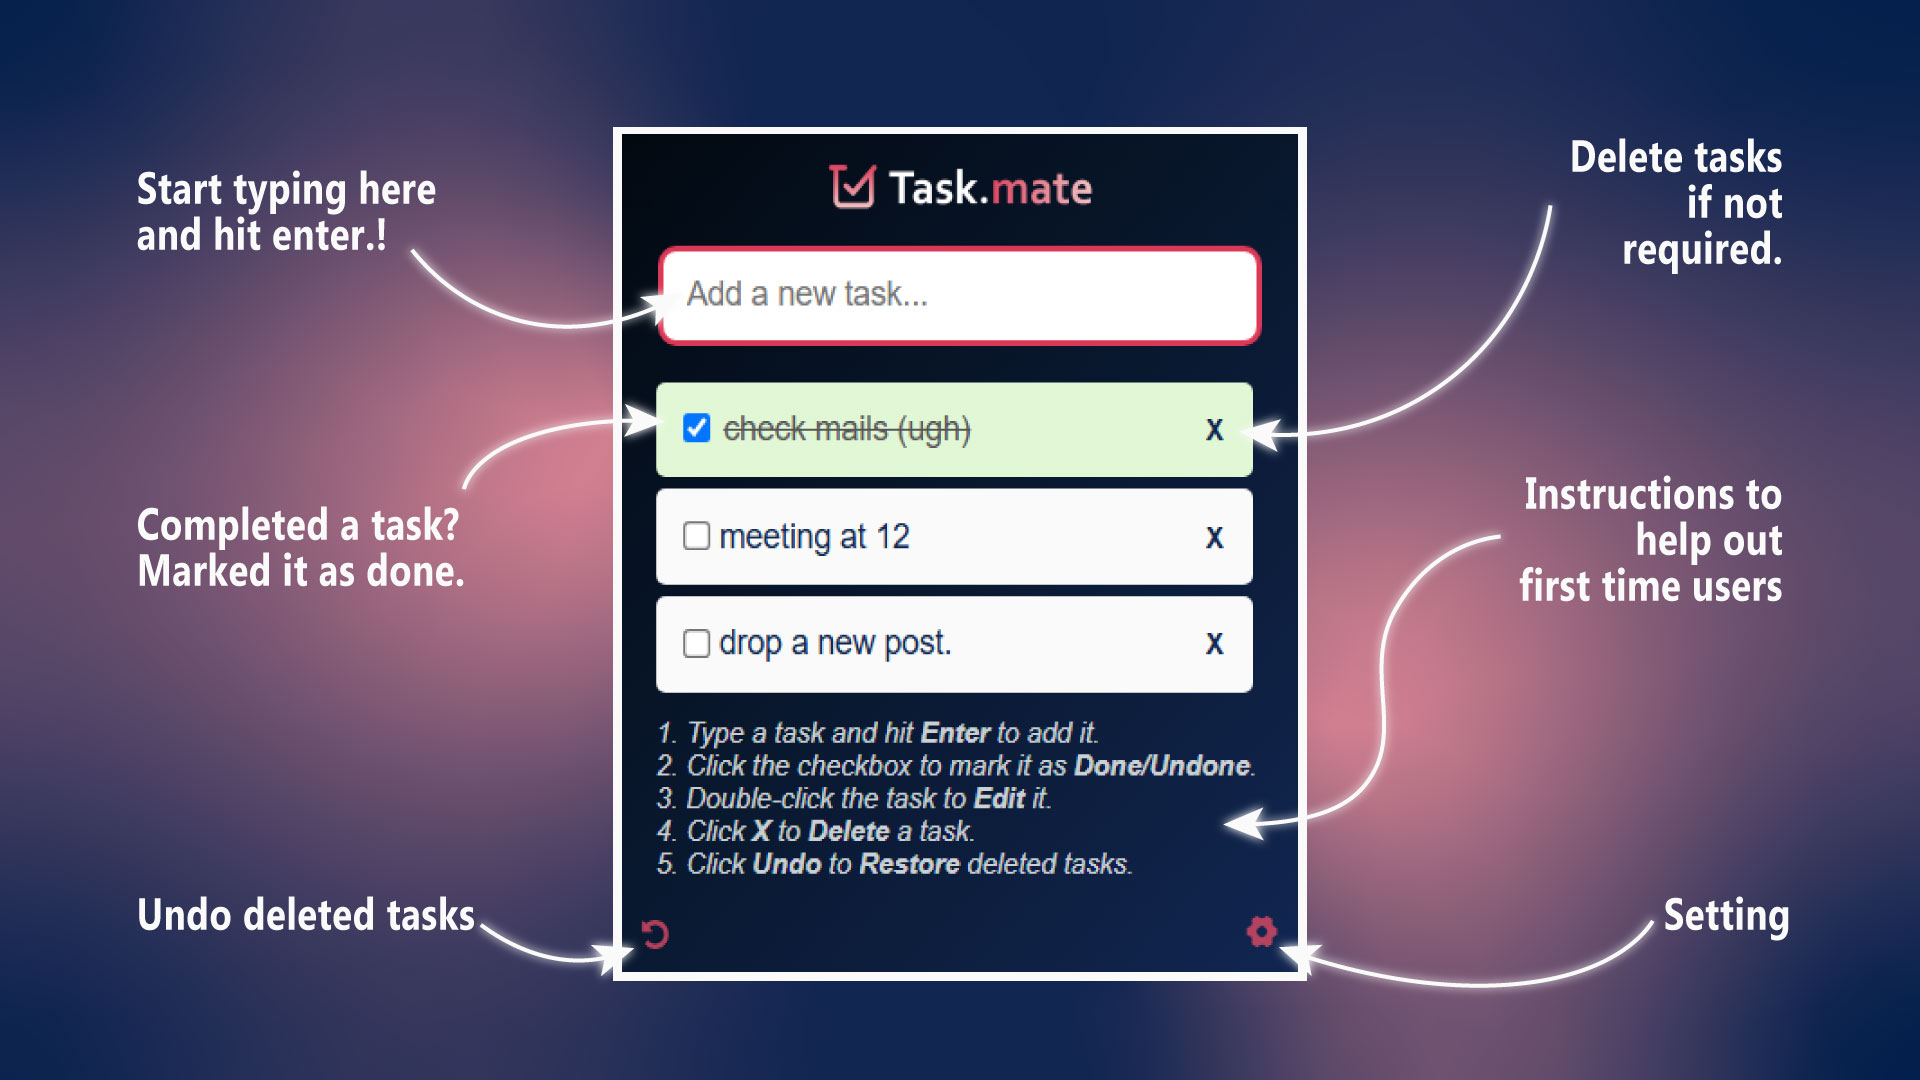 Start typing here
and hit enter.!
Completed a task?
Marked it as done.
Undo deleted tasks
Task.mate
Add a new task...
check mails (ugh)
X
meeting at 12
X
drop a new post.
X
1. Type a task and hit Enter to add it.
2. Click the checkbox to mark it as Done/Undone.
3. Double-click the task to Edit it.
4. Click X to Delete a task.
5. Click Undo to Restore deleted tasks.
Delete tasks
if not
required.
Instructions to
help out
first time users
Setting